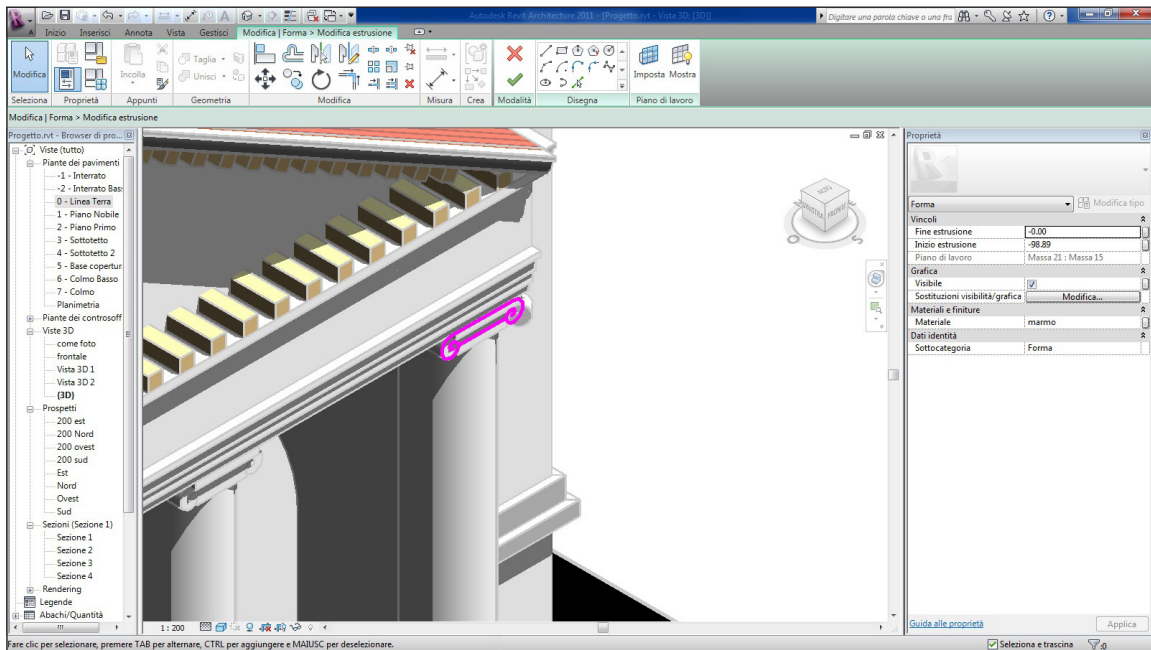 Autodesk Revit Architecture 2011 - [Progetto.rvt - Vista 3D: {3D}]
Digitare una parola chiave o una fra
Inizio Inserisci Annota Vista Gestisci Modifica | Forma > Modifica estrusione
Modifica
Incolla
Taglia
Unisci
Imposta Mostra
Seleziona Proprietà Appunti Geometria Modifica Misura Crea Modalità Disegna Piano di lavoro
Modifica | Forma > Modifica estrusione
Progetto.rvt - Browser di pro...
Viste (tutto)
Piante dei pavimenti
-1 - Interrato
-2 - Interrato Bas
0 - Linea Terra
1 - Piano Nobile
2 - Piano Primo
3 - Sottotetto
4 - Sottotetto 2
5 - Base copertur
6 - Colmo Basso
7 - Colmo
Planimetria
Piante dei controsoff
Viste 3D
come foto
frontale
Vista 3D 1
Vista 3D 2
{3D}
Prospetti
200 est
200 Nord
200 ovest
200 sud
Est
Nord
Ovest
Sud
Sezioni (Sezione 1)
Sezione 1
Sezione 2
Sezione 3
Sezione 4
Rendering
Legende
Abachi/Quantità
ALTO
FRONTE
O
S
1 : 200
Proprietà
Forma
Modifica tipo
Vincoli
Fine estrusione -0.00
Inizio estrusione -98.89
Piano di lavoro Massa 21 : Massa 15
Grafica
Visibile
Sostituzioni visibilità/grafica Modifica...
Materiali e finiture
Materiale marmo
Dati identità
Sottocategoria Forma
Guida alle proprietà
Applica
Fare clic per selezionare, premere TAB per alternare, CTRL per aggiungere e MAIUSC per deselezionare.
Seleziona e trascina
:0